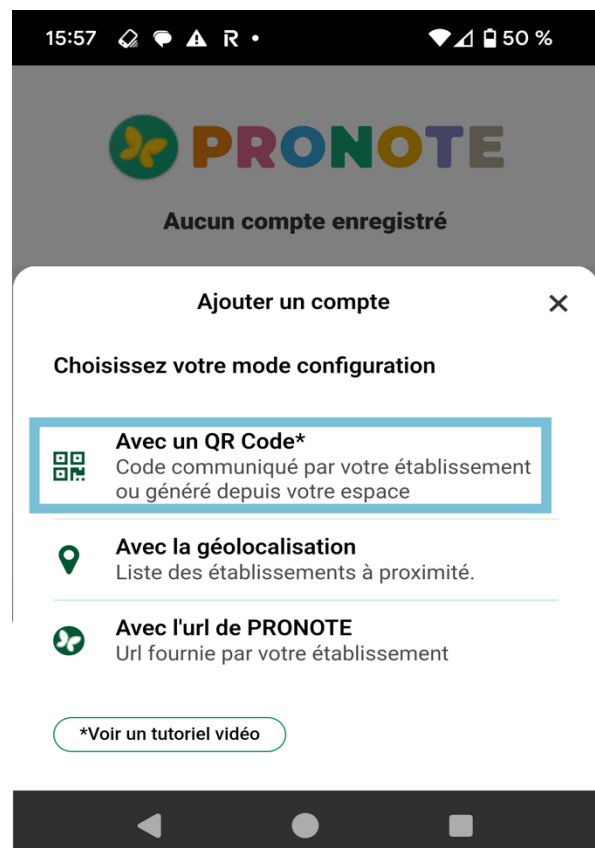 15:57 R 50 %
PRONOTE
Aucun compte enregistré
Ajouter un compte
Choisissez votre mode configuration
Avec un QR Code*
Code communiqué par votre établissement
ou généré depuis votre espace
Avec la géolocalisation
Liste des établissements à proximité.
Avec l'url de PRONOTE
Url fournie par votre établissement
*Voir un tutoriel vidéo